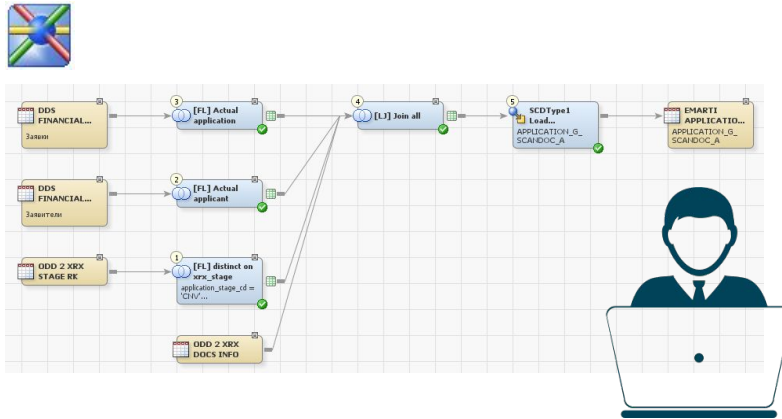 3
4
5
DDS
FINANCIAL...
Заявки
[FL] Actual
application
[LJ] Join all
SCDType1
Load...
APPLICATION_G_
SCANDOC_A
EMARTI
APPLICATIO...
APPLICATION_G_
SCANDOC_A
2
DDS
FINANCIAL...
Заявители
[FL] Actual
applicant
1
ODD 2 XRX
STAGE RK
[FL] distinct on
xrx_stage
application_stage_cd =
'CNV'...
ODD 2 XRX
DOCS INFO